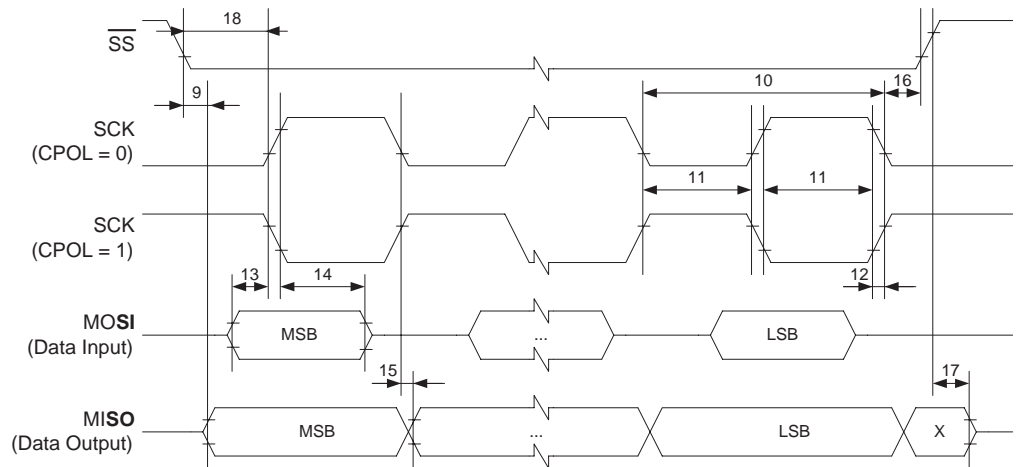 18
SS
9
10
16
SCK
(CPOL = 0)
11
11
SCK
(CPOL = 1)
13
14
12
MOSI
(Data Input)
MSB
...
LSB
15
17
MISO
(Data Output)
MSB
...
LSB
X